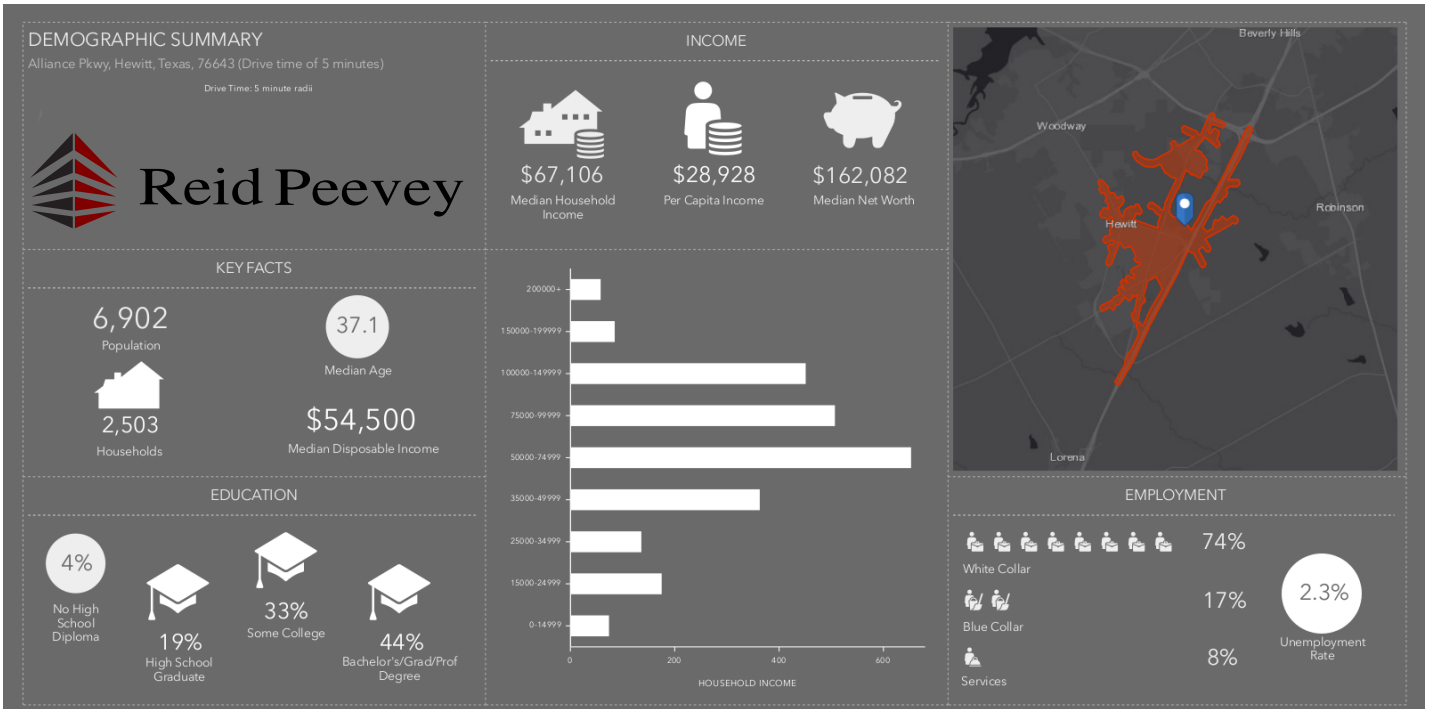 DEMOGRAPHIC SUMMARY
Alliance Pkwy, Hewitt, Texas, 76643 (Drive time of 5 minutes)
Drive Time: 5 minute radii
Reid Peevey
KEY FACTS
6,902
Population
37.1
Median Age
2,503
Households
$54,500
Median Disposable Income
EDUCATION
4%
No High
School
Diploma
19%
High School
Graduate
33%
Some College
44%
Bachelor's/Grad/Prof
Degree
INCOME
$67,106
Median Household
Income
$28,928
Per Capita Income
$162,082
Median Net Worth
200000+
150000-199999
100000-149999
75000-99999
50000-74999
35000-49999
25000-34999
15000-24999
0-14999
0 200 400 600
HOUSEHOLD INCOME
Beverly Hills
Woodway
Robinson
Hewitt
Lorena
EMPLOYMENT
74%
White Collar
17%
Blue Collar
8%
Services
2.3%
Unemployment
Rate